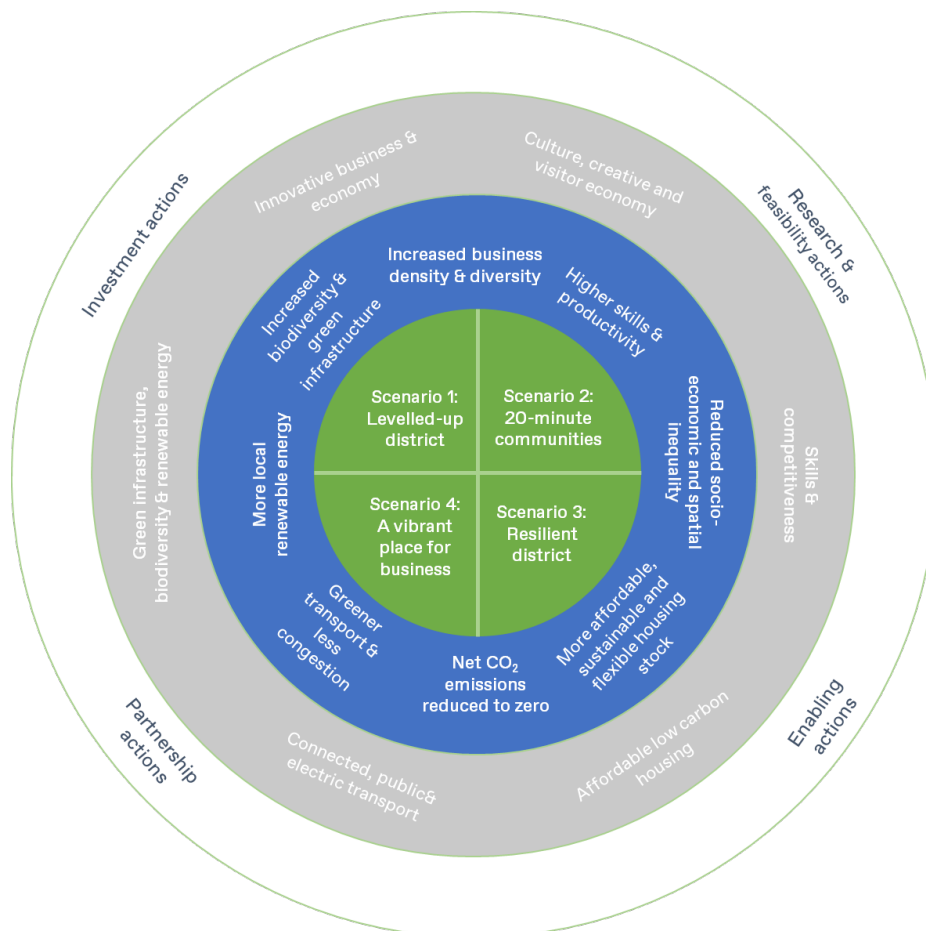 Investment actions
Research &
feasibility actions
Enabling
actions
Partnership
actions
Innovative business &
economy
Culture, creative and
visitor economy
Skills &
competitiveness
Affordable low carbon
housing
Connected, public&
electric transport
Green infrastructure,
biodiversity & renewable energy
Increased business
density & diversity
Higher skills &
productivity
Reduced socio-
economic and spatial
inequality
More affordable,
sustainable and
flexible housing
stock
Net CO₂
emissions
reduced to zero
Greener
transport &
less
congestion
More local
renewable energy
Increased
biodiversity &
green
infrastructure
Scenario 1:
Levelled-up
district
Scenario 2:
20-minute
communities
Scenario 3:
Resilient
district
Scenario 4:
A vibrant
place for
business